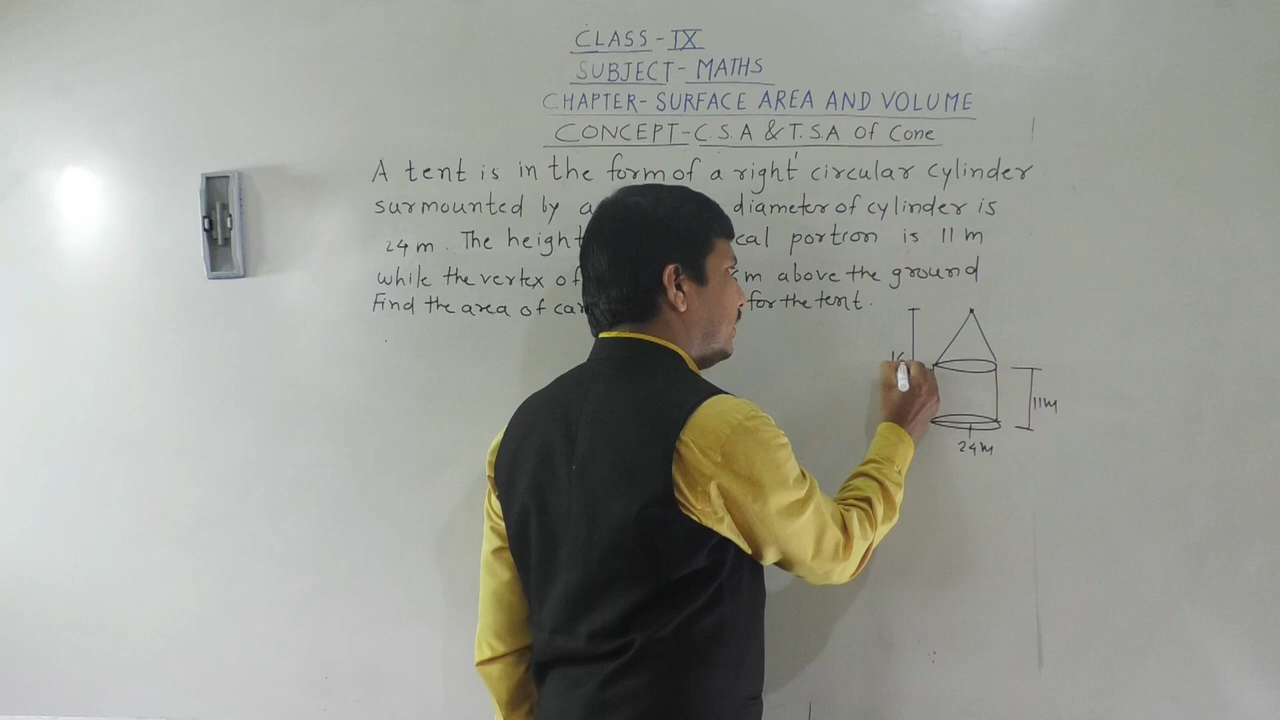 CLASS - IX
SUBJECT - MATHS
CHAPTER - SURFACE AREA AND VOLUME
CONCEPT - C.S.A & T.S.A Of Cone
A tent is in the form of a right circular cylinder
surmounted by a diameter of cylinder is
24 m. The height portion is 11 m
while the vertex of m above the ground
Find the area of for the tent.
11m
24m